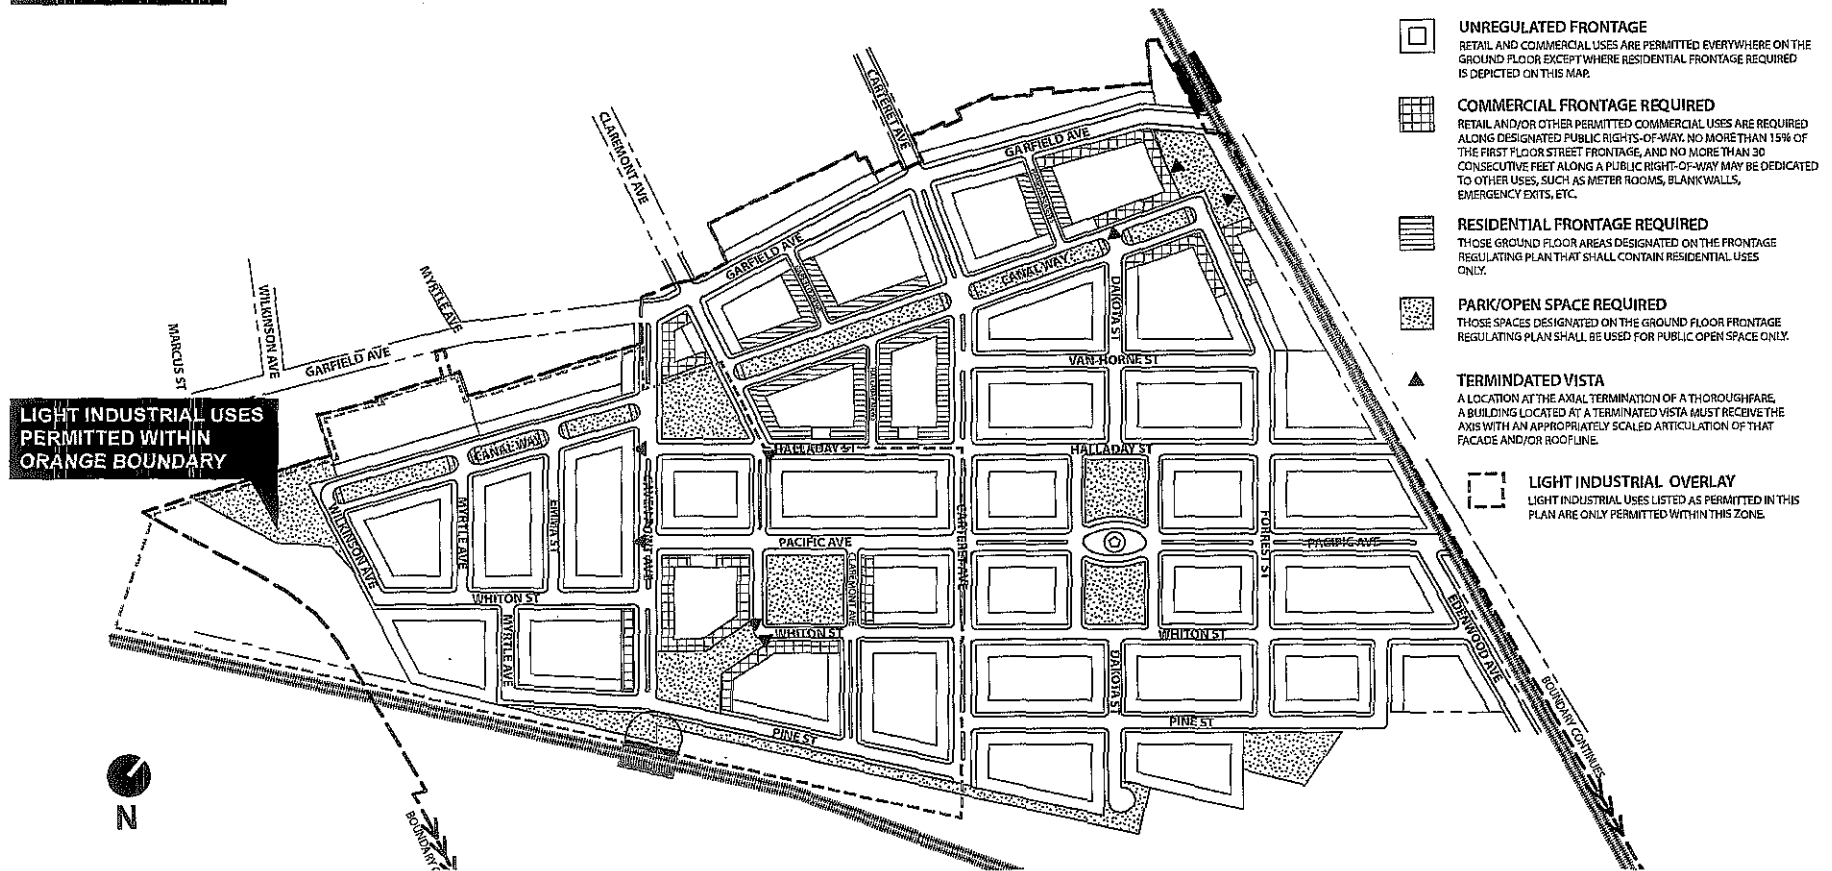 UNREGULATED FRONTAGE
RETAIL AND COMMERCIAL USES ARE PERMITTED EVERYWHERE ON THE
GROUND FLOOR EXCEPT WHERE RESIDENTIAL FRONTAGE REQUIRED
IS DEPICTED ON THIS MAP.
COMMERCIAL FRONTAGE REQUIRED
RETAIL AND/OR OTHER PERMITTED COMMERCIAL USES ARE REQUIRED
ALONG DESIGNATED PUBLIC RIGHTS-OF-WAY. NO MORE THAN 15% OF
THE FIRST FLOOR STREET FRONTAGE, AND NO MORE THAN 30
CONSECUTIVE FEET ALONG A PUBLIC RIGHT-OF-WAY MAY BE DEDICATED
TO OTHER USES, SUCH AS METER ROOMS, BLANK WALLS,
EMERGENCY EXITS, ETC.
RESIDENTIAL FRONTAGE REQUIRED
THOSE GROUND FLOOR AREAS DESIGNATED ON THE FRONTAGE
REGULATING PLAN THAT SHALL CONTAIN RESIDENTIAL USES
ONLY.
PARK/OPEN SPACE REQUIRED
THOSE SPACES DESIGNATED ON THE GROUND FLOOR FRONTAGE
REGULATING PLAN SHALL BE USED FOR PUBLIC OPEN SPACE ONLY.
TERMINDATED VISTA
A LOCATION AT THE AXIAL TERMINATION OF A THOROUGHFARE,
A BUILDING LOCATED AT A TERMINATED VISTA MUST RECEIVE THE
AXIS WITH AN APPROPRIATELY SCALED ARTICULATION OF THAT
FACADE AND/OR ROOFLINE.
LIGHT INDUSTRIAL OVERLAY
LIGHT INDUSTRIAL USES LISTED AS PERMITTED IN THIS
PLAN ARE ONLY PERMITTED WITHIN THIS ZONE.
LIGHT INDUSTRIAL USES
PERMITTED WITHIN
ORANGE BOUNDARY
CARTERET AVE
CLAREMONT AVE
GARFIELD AVE
GARFIELD AVE
MYRTLE AVE
WILKINSON AVE
MARCUS ST
GARFIELD AVE
CANAL WAY
DAKOTA ST
VAN-HORNE ST
CANAL WAY
HALLADAY ST
HALLADAY ST
WILKINSON AVE
MYRTLE AVE
EMMA ST
CAVEN POINT AVE
CARTERET AVE
FORREST ST
PACIFIC AVE
PACIFIC AVE
CLAREMONT AVE
WHITON ST
WHITON ST
WHITON ST
MYRTLE AVE
DAKOTA ST
EDENWOOD AVE
PINE ST
PINE ST
BOUNDARY CONTINUES
BOUNDARY
N